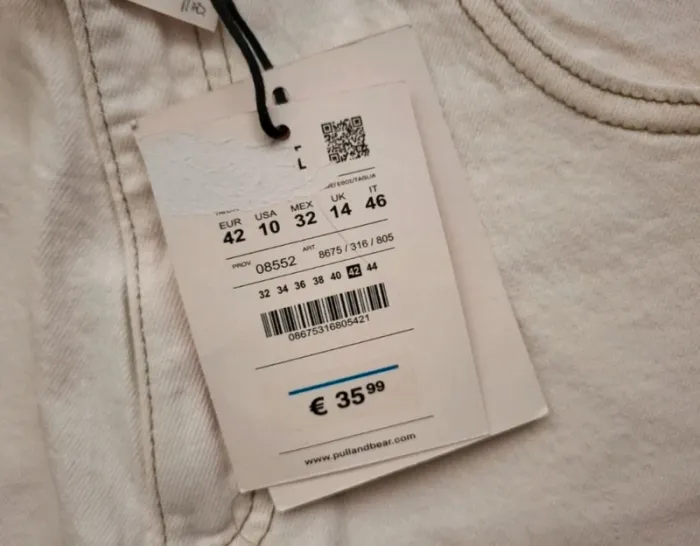 L
EUR USA MEX UK IT
42 10 32 14 46
PROV 08552 ART 8675 / 316 / 805
32 34 36 38 40 42 44
08675316805421
€ 35 99
www.pullandbear.com